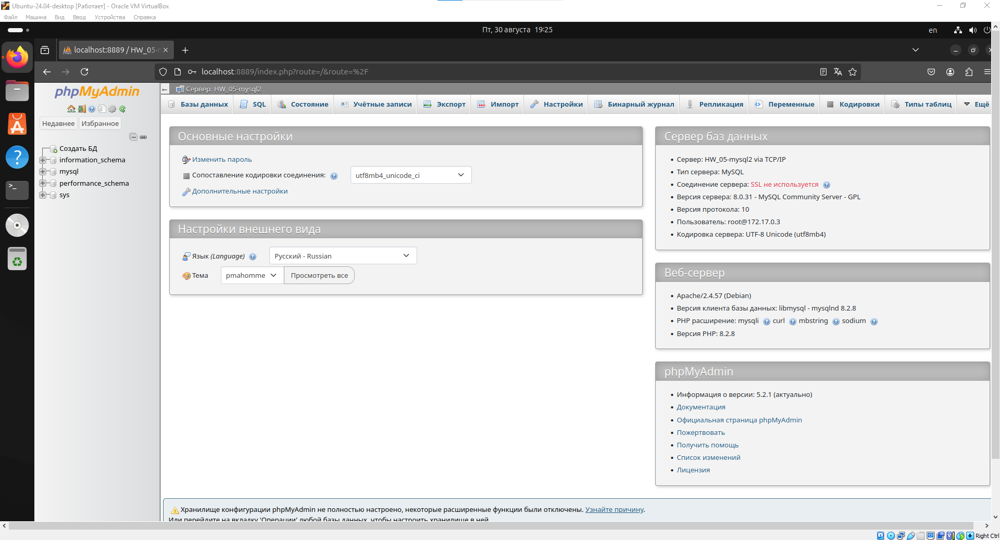 Ubuntu-24.04-desktop [Работает] - Oracle VM VirtualBox
Файл Машина Вид Ввод Устройства Справка
Пт, 30 августа 19:25
en
localhost:8889 / HW_05-
localhost:8889/index.php?route=/&route=%2F
phpMyAdmin
Недавнее Избранное
Создать БД
information_schema
mysql
performance_schema
sys
Сервер: HW_05-mysql2
Базы данных SQL Состояние Учётные записи Экспорт Импорт Настройки Бинарный журнал Репликация Переменные Кодировки Типы таблиц Ещё
Основные настройки
Изменить пароль
Сопоставление кодировки соединения: utf8mb4_unicode_ci
Дополнительные настройки
Настройки внешнего вида
Язык (Language) Русский - Russian
Тема pmahomme Просмотреть все
Сервер баз данных
• Сервер: HW_05-mysql2 via TCP/IP
• Тип сервера: MySQL
• Соединение сервера: SSL не используется
• Версия сервера: 8.0.31 - MySQL Community Server - GPL
• Версия протокола: 10
• Пользователь: root@172.17.0.3
• Кодировка сервера: UTF-8 Unicode (utf8mb4)
Веб-сервер
• Apache/2.4.57 (Debian)
• Версия клиента базы данных: libmysql - mysqlnd 8.2.8
• PHP расширение: mysqli curl mbstring sodium
• Версия PHP: 8.2.8
phpMyAdmin
• Информация о версии: 5.2.1 (актуально)
• Документация
• Официальная страница phpMyAdmin
• Пожертвовать
• Получить помощь
• Список изменений
• Лицензия
Хранилище конфигурации phpMyAdmin не полностью настроено, некоторые расширенные функции были отключены. Узнайте причину.
Или перейдите на вкладку 'Операции' любой базы данных, чтобы настроить хранилище в ней.
Right Ctrl